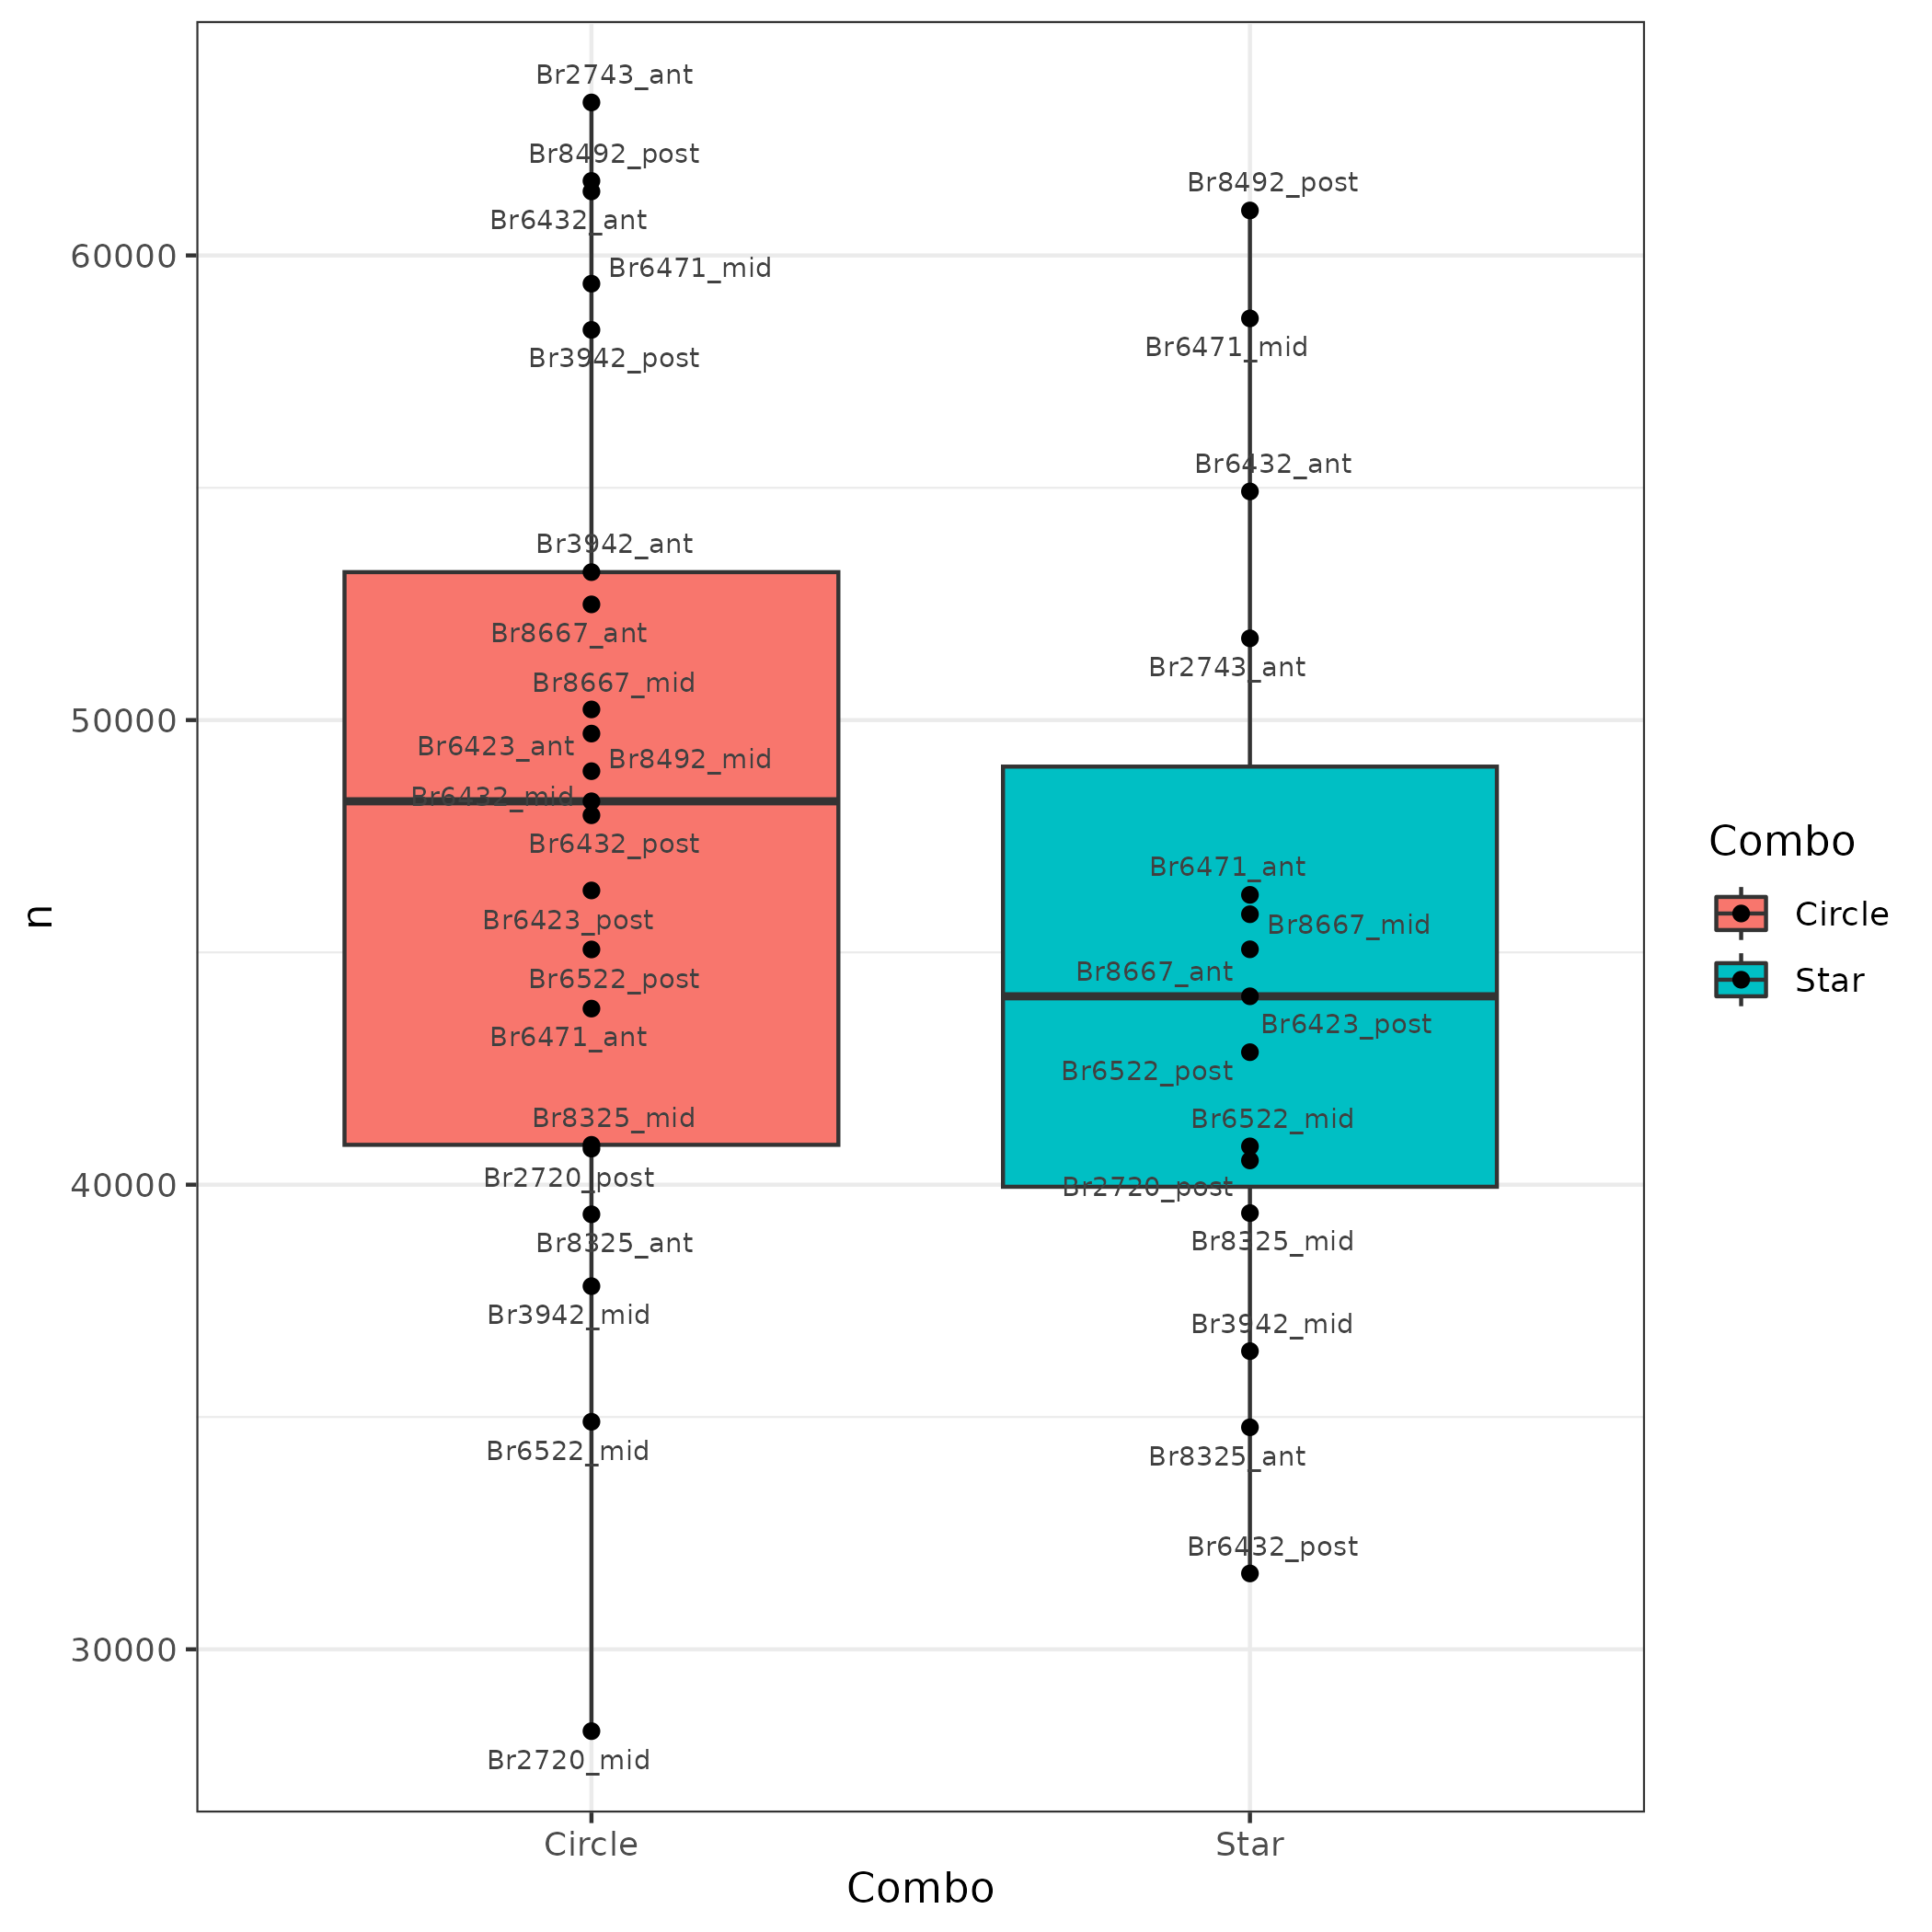 Br2743_ant
Br8492_post
Br8492_post
Br6432_ant
60000
Br6471_mid
Br6471_mid
Br3942_post
Br6432_ant
Br3942_ant
Br8667_ant
Br2743_ant
Br8667_mid
50000
Br6423_ant
Br8492_mid
Br6432_mid
Br6432_post
Combo
Br6471_ant
Circle
Br6423_post
Br8667_mid
n
Br8667_ant
Star
Br6522_post
Br6423_post
Br6471_ant
Br6522_post
Br8325_mid
Br6522_mid
Br2720_post
40000
Br2720_post
Br8325_ant
Br8325_mid
Br3942_mid
Br3942_mid
Br6522_mid
Br8325_ant
Br6432_post
30000
Br2720_mid
Circle
Star
Combo